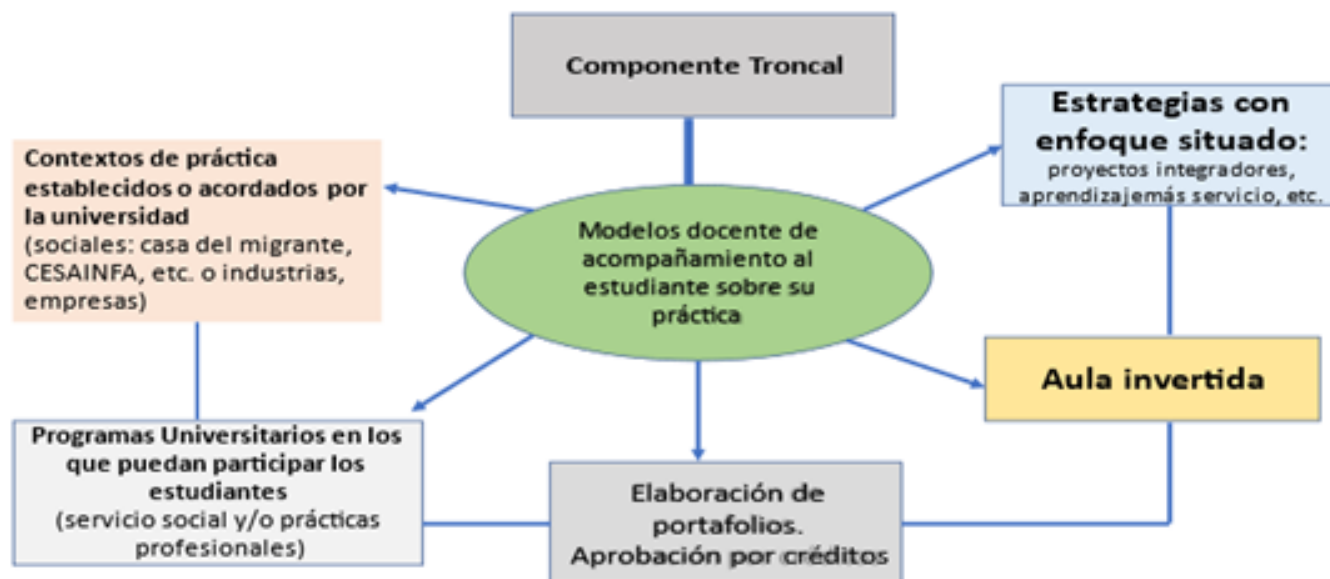 Componente Troncal
Estrategias con
enfoque situado:
proyectos integradores,
aprendizajemás servicio, etc.
Contextos de práctica
establecidos o acordados por
la universidad
(sociales: casa del migrante,
CESAINFA, etc. o industrias,
empresas)
Modelos docente de
acompañamiento al
estudiante sobre su
práctica
Aula invertida
Programas Universitarios en los
que puedan participar los
estudiantes
(servicio social y/o prácticas
profesionales)
Elaboración de
portafolios.
Aprobación por créditos